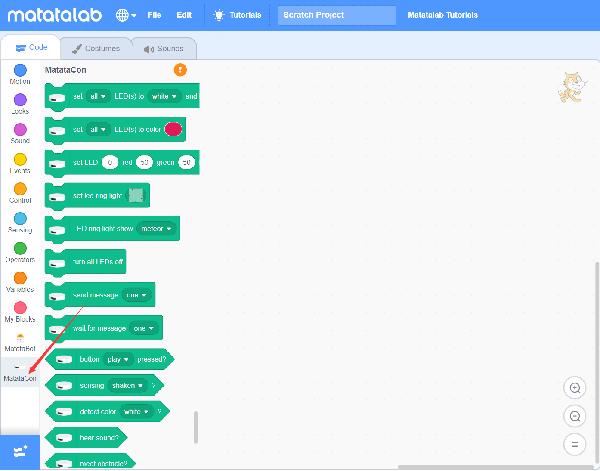 matatalab File Edit Tutorials Scratch Project Matatalab Tutorials
Code Costumes Sounds
MatataCon
Motion
Looks
Sound
Events
Control
Sensing
Operators
Variables
My Blocks
MatataBot
MatataCon
set all LED(s) to white and
set all LED(s) to color
set LED 0 red 50 green 50
set led ring light
LED ring light show meteor
turn all LEDs off
send message one
wait for message one
button play pressed?
sensing shaken ?
detect color white ?
hear sound?
meet obstacle?